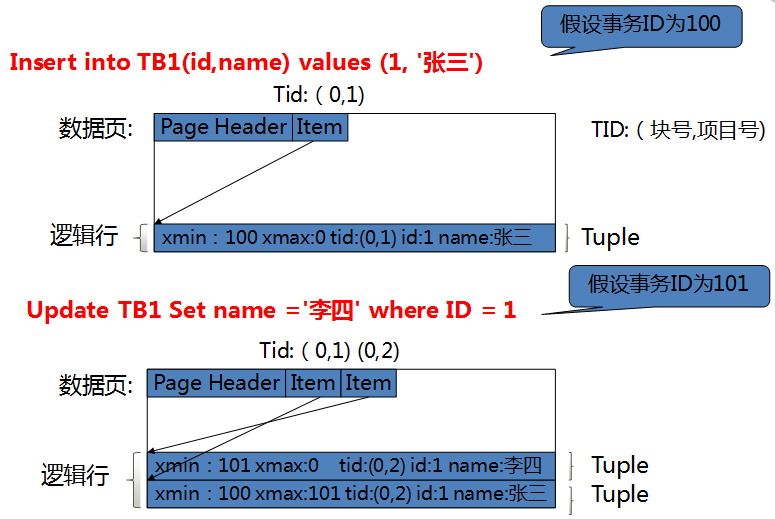 假设事务ID为100
Insert into TB1(id,name) values (1, '张三')
Tid:（0,1)
数据页: Page Header Item
TID:（块号,项目号)
逻辑行 xmin：100 xmax:0 tid:(0,1) id:1 name:张三 Tuple
假设事务ID为101
Update TB1 Set name ='李四' where ID = 1
Tid:（0,1) (0,2)
数据页: Page Header Item Item
逻辑行
xmin：101 xmax:0 tid:(0,2) id:1 name:李四 Tuple
xmin：100 xmax:101 tid:(0,2) id:1 name:张三 Tuple